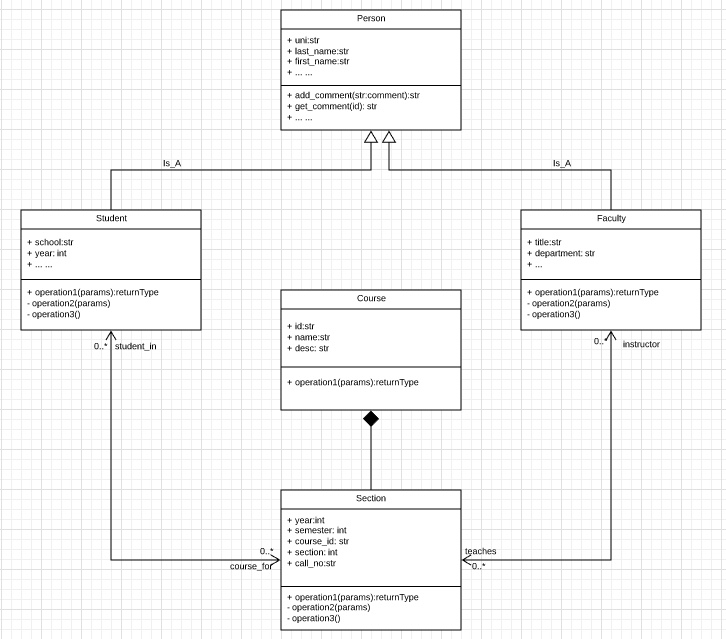 Person
+ uni:str
+ last_name:str
+ first_name:str
+ ... ...
+ add_comment(str:comment):str
+ get_comment(id): str
+ ... ...
Is_A
Is_A
Student
+ school:str
+ year: int
+ ... ...
+ operation1(params):returnType
- operation2(params)
- operation3()
Faculty
+ title:str
+ department: str
+ ...
+ operation1(params):returnType
- operation2(params)
- operation3()
Course
+ id:str
+ name:str
+ desc: str
+ operation1(params):returnType
0..* student_in
0..* instructor
Section
+ year:int
+ semester: int
+ course_id: str
+ section: int
+ call_no:str
+ operation1(params):returnType
- operation2(params)
- operation3()
0..*
course_for
teaches
0..*